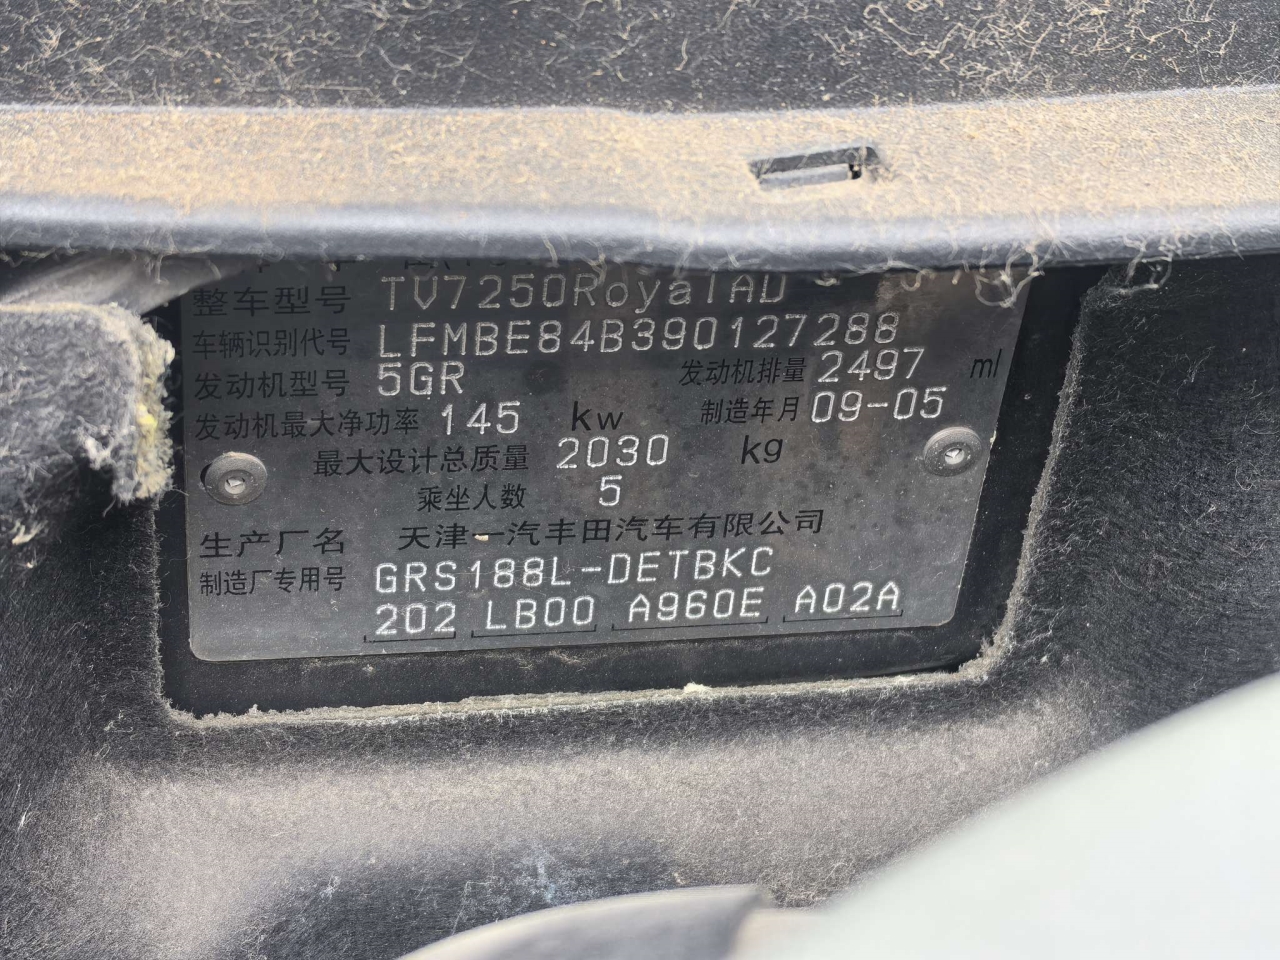 整车型号 TV7250RoyalAD
车辆识别代号 LFMBE84B390127288
发动机型号 5GR 发动机排量 2497 ml
发动机最大净功率 145 kw 制造年月 09-05
最大设计总质量 2030 kg
乘坐人数 5
生产厂名 天津一汽丰田汽车有限公司
制造厂专用号 GRS188L-DETBKC
202 LB00 A960E A02A